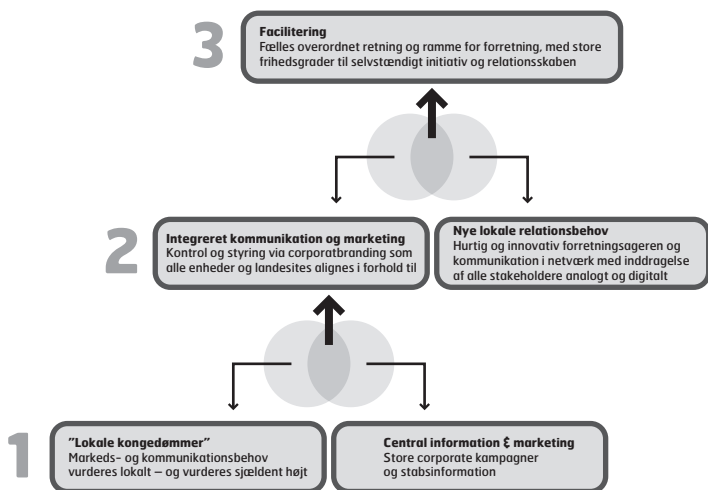 3
Facilitering
Fælles overordnet retning og ramme for forretning, med store
frihedsgrader til selvstændigt initiativ og relationsskaben
2
Integreret kommunikation og marketing
Kontrol og styring via corporatbranding som
alle enheder og landesites alignes i forhold til
Nye lokale relationsbehov
Hurtig og innovativ forretningsageren og
kommunikation i netværk med inddragelse
af alle stakeholdere analogt og digitalt
1
”Lokale kongedømmer”
Markeds- og kommunikationsbehov
vurderes lokalt – og vurderes sjældent højt
Central information & marketing
Store corporate kampagner
og stabsinformation